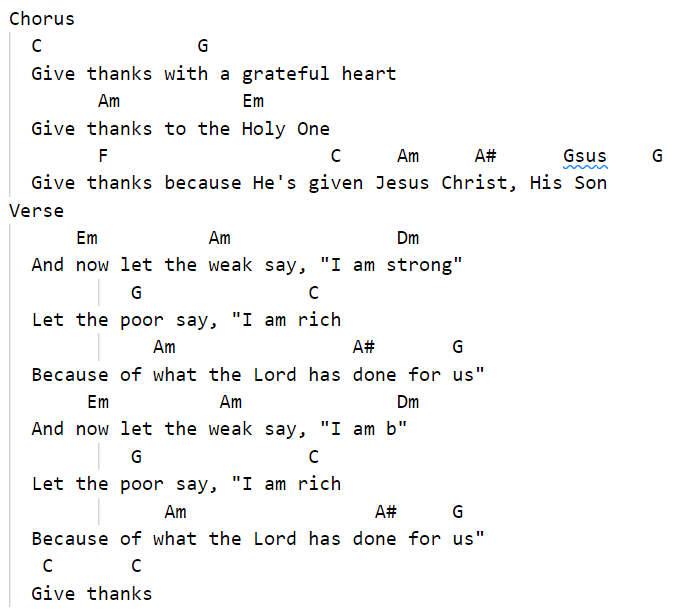 Chorus
C G
Give thanks with a grateful heart
Am Em
Give thanks to the Holy One
F C Am A# Gsus G
Give thanks because He's given Jesus Christ, His Son
Verse
Em Am Dm
And now let the weak say, "I am strong"
G C
Let the poor say, "I am rich
Am A# G
Because of what the Lord has done for us"
Em Am Dm
And now let the weak say, "I am b"
G C
Let the poor say, "I am rich
Am A# G
Because of what the Lord has done for us"
C C
Give thanks